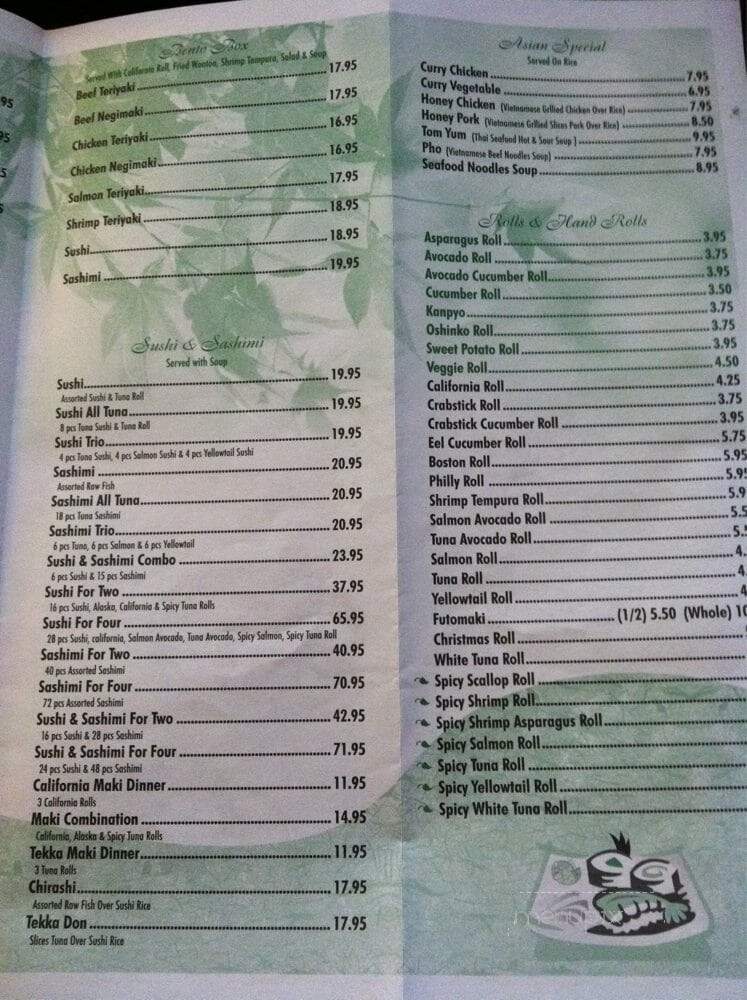 Bento Box
Served With California Roll, Fried Wonton, Shrimp Tempura, Salad & Soup
Beef Teriyaki 17.95
Beef Negimaki 17.95
Chicken Teriyaki 16.95
Chicken Negimaki 16.95
Salmon Teriyaki 17.95
Shrimp Teriyaki 18.95
Sushi 18.95
Sashimi 19.95
Sushi & Sashimi
Served with Soup
Sushi 19.95
Assorted Sushi & Tuna Roll
Sushi All Tuna 19.95
8 pcs Tuna Sushi & Tuna Roll
Sushi Trio 19.95
4 pcs Tuna Sushi, 4 pcs Salmon Sushi & 4 pcs Yellowtail Sushi
Sashimi 20.95
Assorted Raw Fish
Sashimi All Tuna 20.95
18 pcs Tuna Sashimi
Sashimi Trio 20.95
6 pcs Tuna, 6 pcs Salmon & 6 pcs Yellowtail
Sushi & Sashimi Combo 23.95
6 pcs Sushi & 15 pcs Sashimi
Sushi For Two 37.95
16 pcs Sushi, Alaska, California & Spicy Tuna Rolls
Sushi For Four 65.95
28 pcs Sushi, california, Salmon Avocado, Tuna Avocado, Spicy Salmon, Spicy Tuna Roll
Sashimi For Two 40.95
40 pcs Assorted Sashimi
Sashimi For Four 70.95
72 pcs Assorted Sashimi
Sushi & Sashimi For Two 42.95
16 pcs Sushi & 28 pcs Sashimi
Sushi & Sashimi For Four 71.95
24 pcs Sushi & 48 pcs Sashimi
California Maki Dinner 11.95
3 California Rolls
Maki Combination 14.95
California, Alaska & Spicy Tuna Rolls
Tekka Maki Dinner 11.95
3 Tuna Rolls
Chirashi 17.95
Assorted Raw Fish Over Sushi Rice
Tekka Don 17.95
Slices Tuna Over Sushi Rice
Asian Special
Served On Rice
Curry Chicken 7.95
Curry Vegetable 6.95
Honey Chicken (Vietnamese Grilled Chicken Over Rice) 7.95
Honey Pork (Vietnamese Grilled Slices Pork Over Rice) 8.50
Tom Yum (Thai Seafood Hot & Sour Soup ) 9.95
Pho (Vietnamese Beef Noodles Soup) 7.95
Seafood Noodles Soup 8.95
Rolls & Hand Rolls
Asparagus Roll 3.95
Avocado Roll 3.75
Avocado Cucumber Roll 3.95
Cucumber Roll 3.50
Kanpyo 3.75
Oshinko Roll 3.75
Sweet Potato Roll 3.95
Veggie Roll 4.50
California Roll 4.25
Crabstick Roll 3.75
Crabstick Cucumber Roll 3.95
Eel Cucumber Roll 5.75
Boston Roll 5.95
Philly Roll 5.95
Shrimp Tempura Roll 5.9
Salmon Avocado Roll 5.5
Tuna Avocado Roll 5.
Salmon Roll 4.
Tuna Roll 4.
Yellowtail Roll 4
Futomaki (1/2) 5.50 (Whole) 10
Christmas Roll
White Tuna Roll
Spicy Scallop Roll
Spicy Shrimp Roll
Spicy Shrimp Asparagus Roll
Spicy Salmon Roll
Spicy Tuna Roll
Spicy Yellowtail Roll
Spicy White Tuna Roll